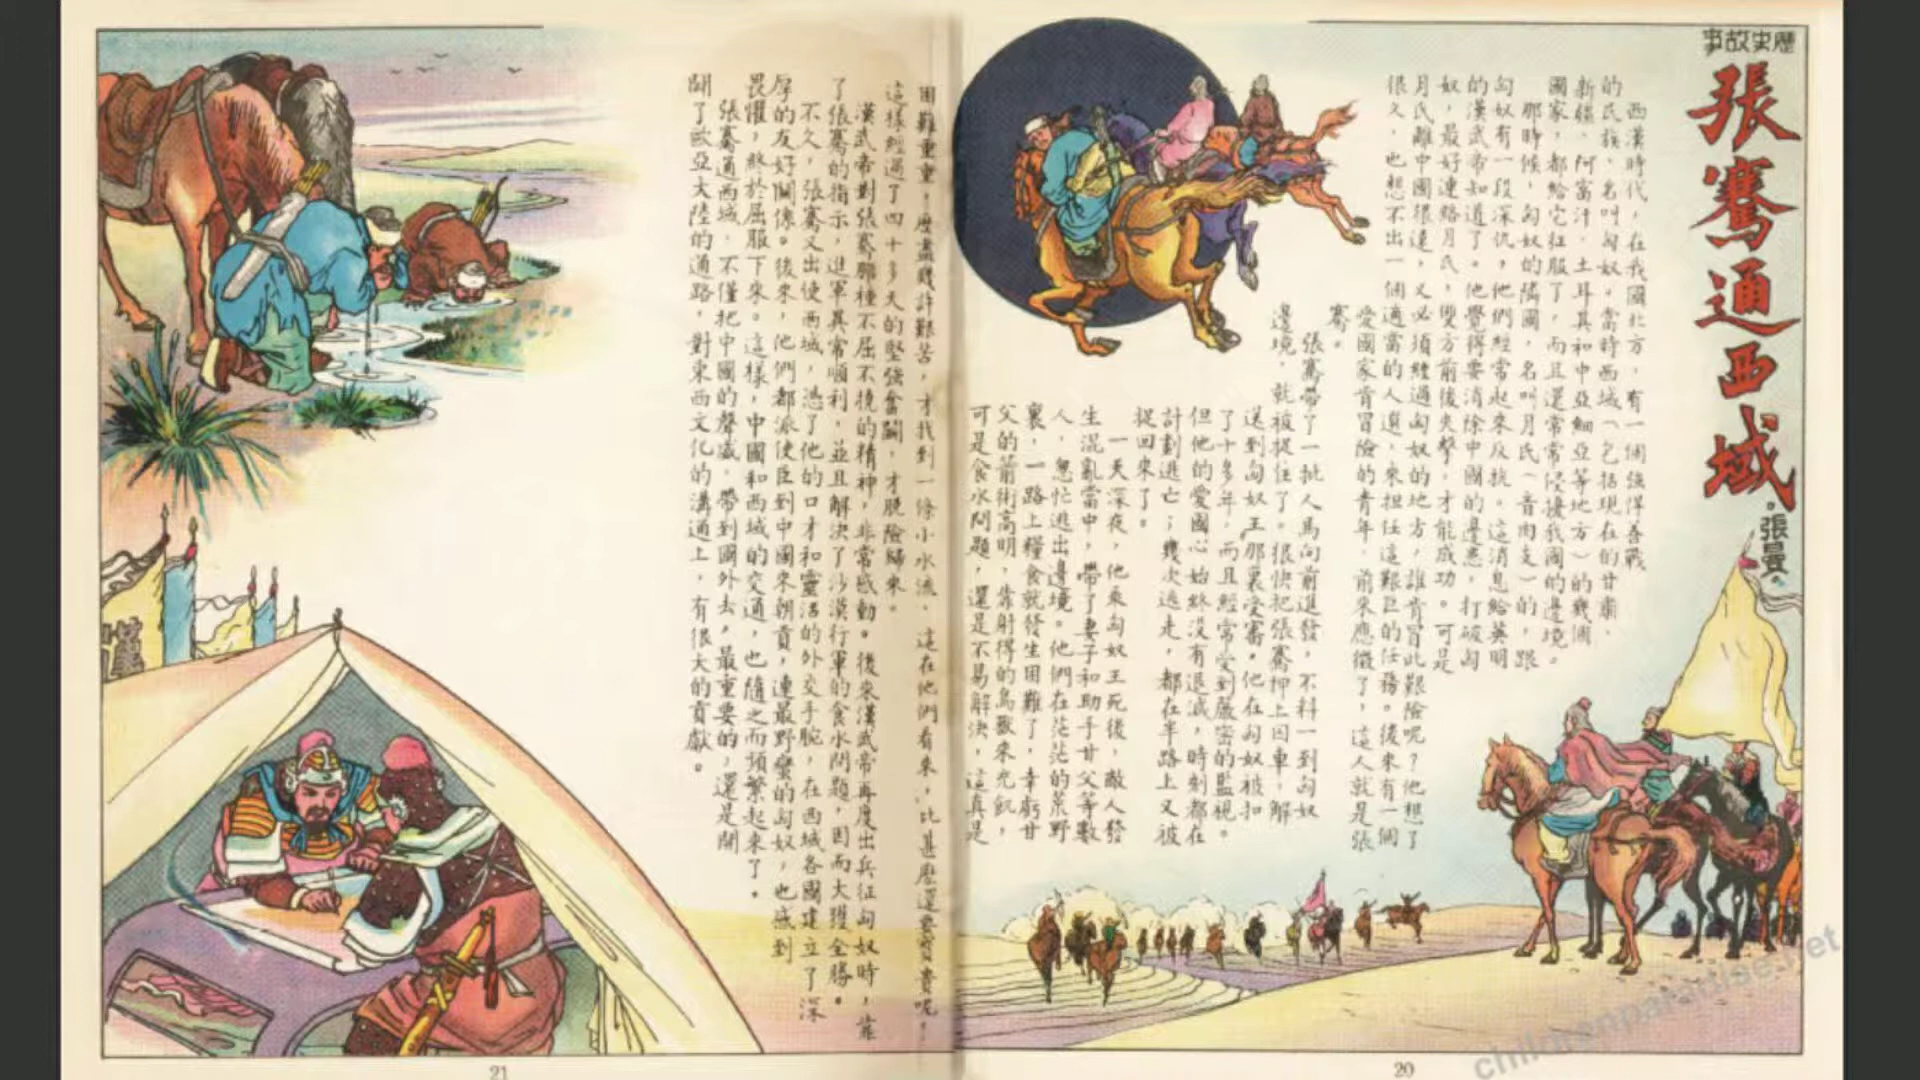 歷史故事
張騫通西域
張曼
西漢時代，在我國北方，有一個強悍善戰
的民族，名叫匈奴。當時西域（包括現在的甘肅、
新疆、阿富汗、土耳其和中亞細亞等地方）的幾個
國家，都給它征服了，而且還常常侵擾我國的邊境。
那時候，匈奴的隣國，名叫月氏（音肉支）的，跟
匈奴有一段深仇，他們經常起來反抗。這消息給英明
的漢武帝知道了。他覺得要消除中國的邊患，打破匈
奴，最好連絡月氏，雙方前後夾擊，才能成功。可是
月氏離中國很遠，又必須經過匈奴的地方，誰肯冒此艱險呢？他想了
很久，也想不出一個適當的人選，來担任這艱巨的任務。後來有一個
愛國家肯冒險的青年，前來應徵了，這人就是張
騫。
張騫帶了一批人馬向前進發，不料一到匈奴
邊境，就被捉住了。很快把張騫押上囚車，解
送到匈奴王那裏受審。他在匈奴被扣
了十多年，而且經常受到嚴密的監視。
但他的愛國心始終沒有退減，時刻都在
計劃逃亡；幾次逃走，都在半路上又被
捉回來了。
一天深夜，他乘匈奴王死後，敵人發
生混亂當中，帶了妻子和助手甘父等數
人，怱忙逃出邊境。他們在茫茫的荒野
裏，一路上糧食就發生困難了，幸虧甘
父的箭術高明，靠射得的鳥獸來充飢，
可是食水問題，還是不易解決，這真是
20
困難重重，歷盡幾許艱苦，才找到一條小水流，這在他們看來，比甚麼還要寶貴呢。
這樣經過了四十多天的堅強奮鬭，才脫險歸來。
漢武帝對張騫那種不屈不撓的精神，非常感動。後來漢武帝再度出兵征匈奴時，靠
了張騫的指示，進軍異常順利，並且解決了沙漠行軍的食水問題，因而大獲全勝。
不久，張騫又出使西域，憑了他的口才和靈活的外交手腕，在西域各國建立了深
厚的友好關係。後來，他們都派使臣到中國來朝貢，連最野蠻的匈奴，也感到
畏懼，終於屈服下來。這樣，中國和西域的交通，也隨之而頻繁起來了。
張騫通西域，不僅把中國的聲威，帶到國外去，最重要的，還是開
闢了歐亞大陸的通路，對東西文化的溝通上，有很大的貢獻。
漢
21
childrenparadise.net